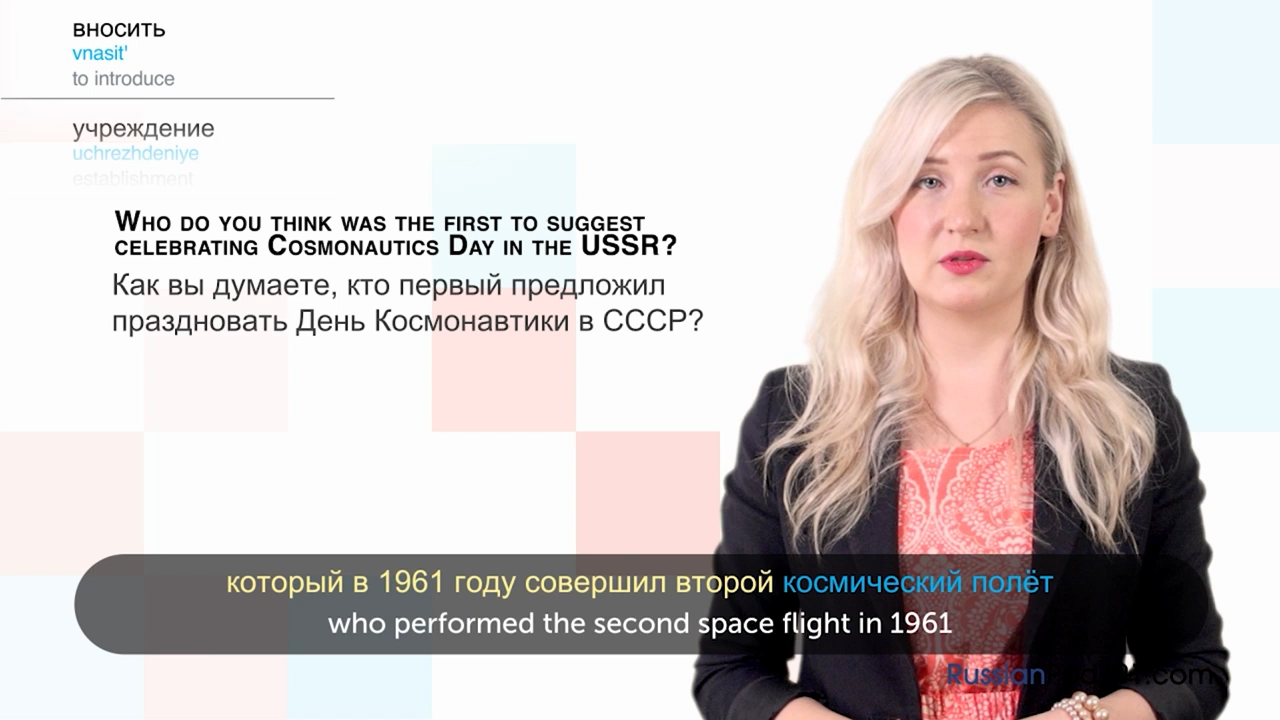 вносить
vnasit'
to introduce
учреждение
uchrezhdeniye
establishment
WHO DO YOU THINK WAS THE FIRST TO SUGGEST
CELEBRATING COSMONAUTICS DAY IN THE USSR?
Как вы думаете, кто первый предложил
праздновать День Космонавтики в СССР?
который в 1961 году совершил второй космический полёт
who performed the second space flight in 1961